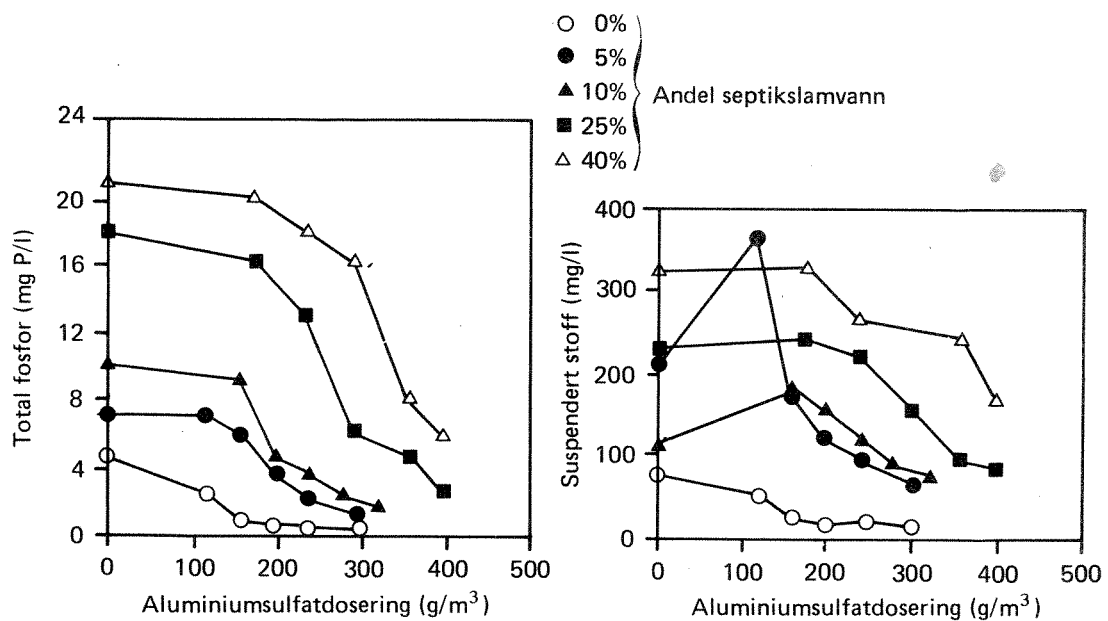 0%
5%
10% Andel septikslamvann
25%
40%
Total fosfor (mg P/l)
24
20
16
12
8
4
0
0 100 200 300 400 500
Aluminiumsulfatdosering (g/m³)
Suspendert stoff (mg/l)
400
300
200
100
0
0 100 200 300 400 500
Aluminiumsulfatdosering (g/m³)